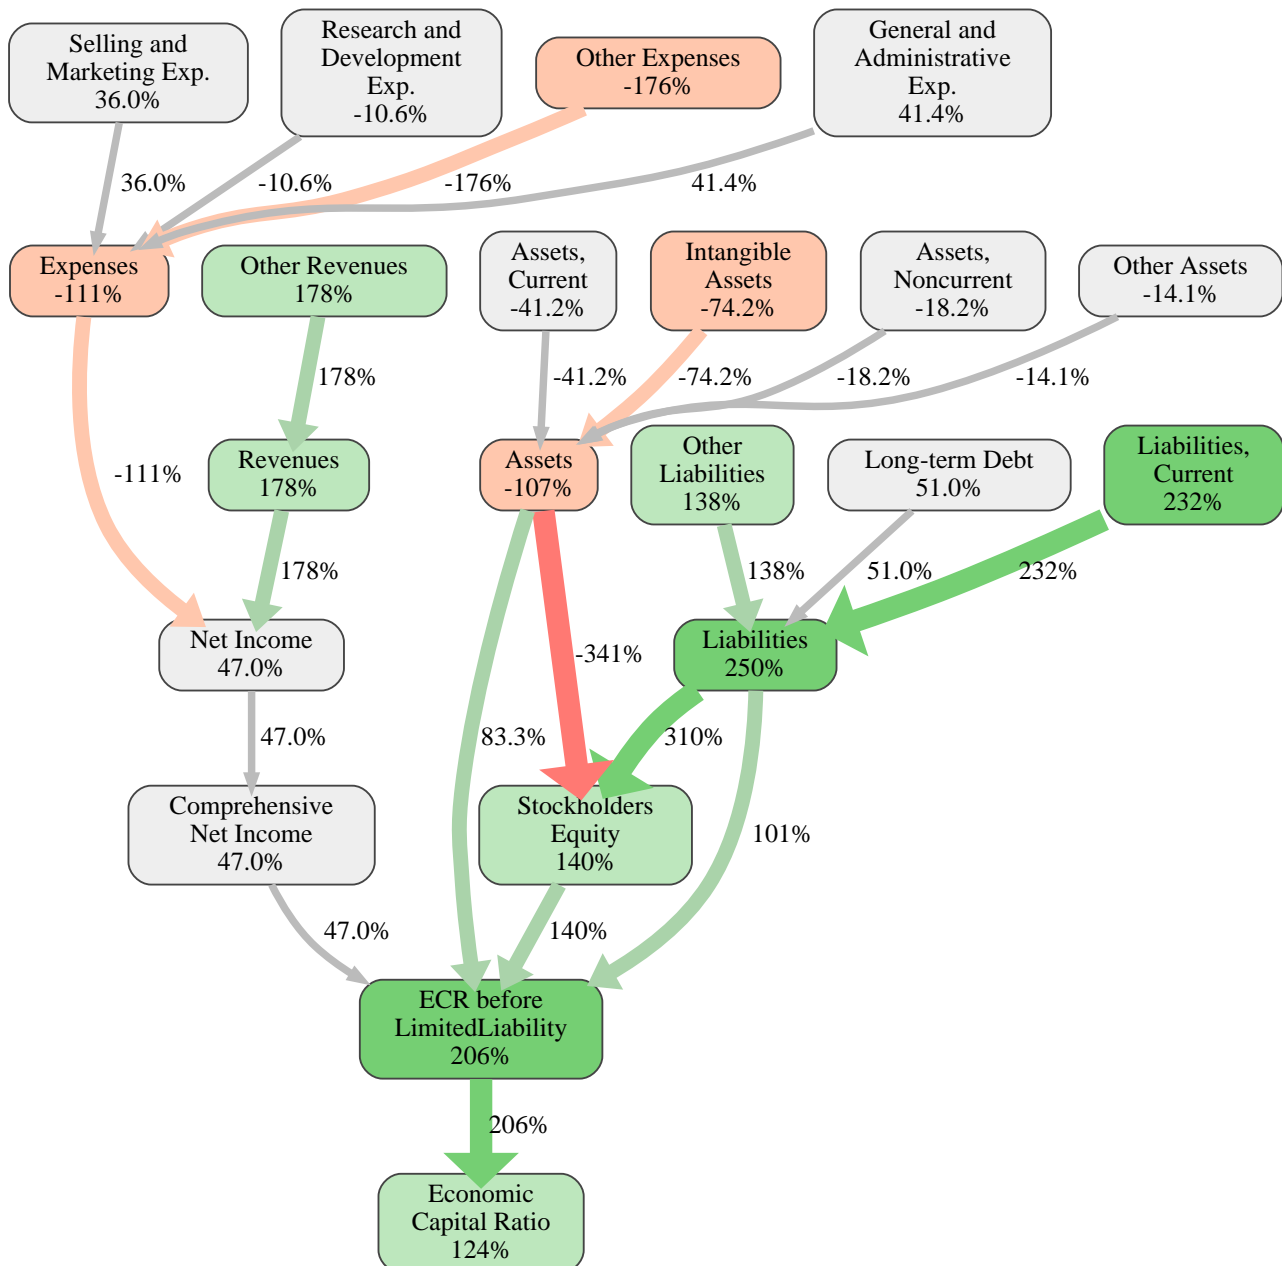 Selling and
Marketing Exp.
36.0%
Research and
Development
Exp.
-10.6%
Other Expenses
-176%
General and
Administrative
Exp.
41.4%
36.0%
-10.6%
-176%
41.4%
Expenses
-111%
Other Revenues
178%
Assets,
Current
-41.2%
Intangible
Assets
-74.2%
Assets,
Noncurrent
-18.2%
Other Assets
-14.1%
178%
-41.2%
-74.2%
-18.2%
-14.1%
-111%
Revenues
178%
Assets
-107%
Other
Liabilities
138%
Long-term Debt
51.0%
Liabilities,
Current
232%
178%
138%
51.0%
232%
Net Income
47.0%
-341%
Liabilities
250%
47.0%
83.3%
310%
Comprehensive
Net Income
47.0%
Stockholders
Equity
140%
101%
47.0%
140%
ECR before
LimitedLiability
206%
206%
Economic
Capital Ratio
124%